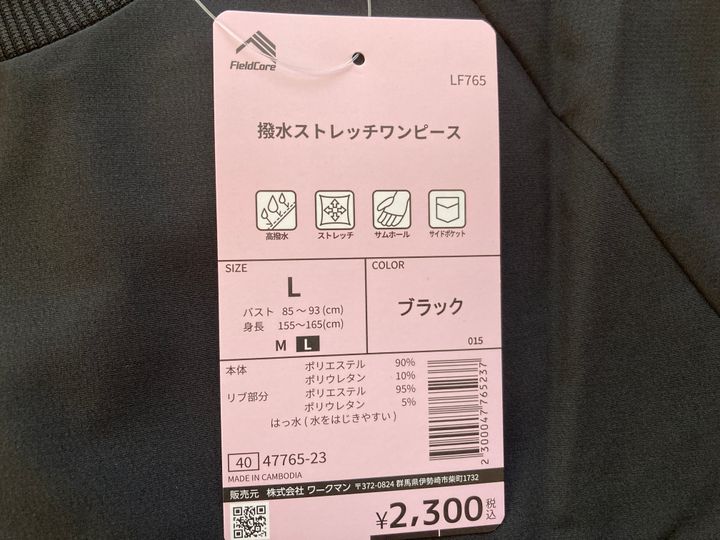 FieldCore
LF765
撥水ストレッチワンピース
高撥水 ストレッチ サムホール サイドポケット
SIZE
L
バスト 85～93(cm)
身長 155～165(cm)
M L
COLOR
ブラック
015
本体 ポリエステル 90%
ポリウレタン 10%
リブ部分 ポリエステル 95%
ポリウレタン 5%
はっ水(水をはじきやすい)
2300047765237
40 47765-23
MADE IN CAMBODIA
販売元 株式会社 ワークマン 〒372-0824 群馬県伊勢崎市柴町1732
¥2,300税込